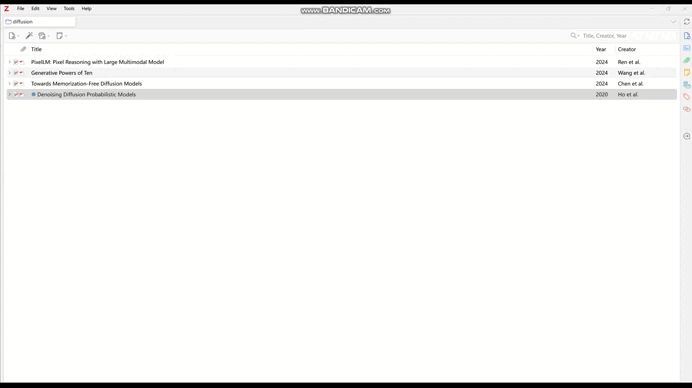 www.BANDICAM.com
Z File Edit View Tools Help
diffusion
Title, Creator, Year
Title Year Creator
PixelLM: Pixel Reasoning with Large Multimodal Model 2024 Ren et al.
Generative Powers of Ten 2024 Wang et al.
Towards Memorization-Free Diffusion Models 2024 Chen et al.
Denoising Diffusion Probabilistic Models 2020 Ho et al.